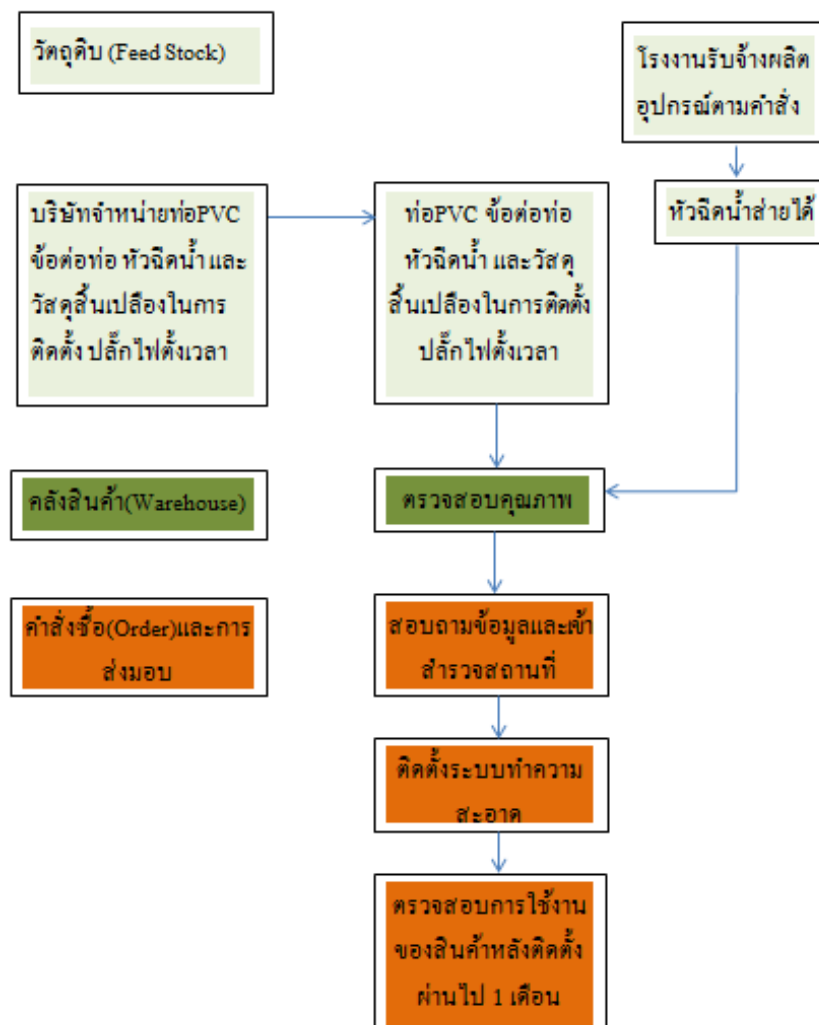 วัตถุดิบ (Feed Stock)
โรงงานรับจ้างผลิต
อุปกรณ์ตามคำสั่ง
บริษัทจำหน่ายท่อPVC
ข้อต่อท่อ หัวฉีดน้ำ และ
วัสดุสิ้นเปลืองในการ
ติดตั้ง ปลั๊กไฟตั้งเวลา
ท่อPVC ข้อต่อท่อ
หัวฉีดน้ำ และวัสดุ
สิ้นเปลืองในการติดตั้ง
ปลั๊กไฟตั้งเวลา
หัวฉีดน้ำส่ายได้
คลังสินค้า(Warehouse)
ตรวจสอบคุณภาพ
คำสั่งซื้อ(Order)และการ
ส่งมอบ
สอบถามข้อมูลและเข้า
สำรวจสถานที่
ติดตั้งระบบทำความ
สะอาด
ตรวจสอบการใช้งาน
ของสินค้าหลังติดตั้ง
ผ่านไป 1 เดือน